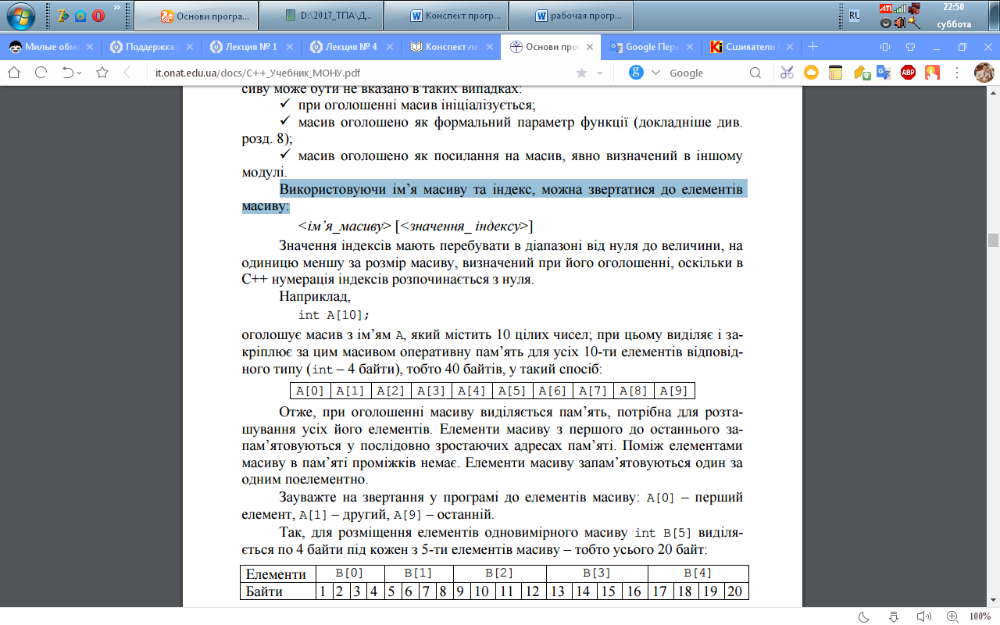 Основи програ...
D:\2017_ТПА\Д...
Конспект прог...
рабочая прог...
RU
22:50
суббота
Милые обм
Поддержка
Лекция № 1
Лекция № 4
Конспект ле
Основи про
Google Пере
Сшиватели
it.onat.edu.ua/docs/C++_Учебник_МОНУ.pdf
Google
ABP
сиву може бути не вказано в таких випадках:
✓ при оголошенні масив ініціалізується;
✓ масив оголошено як формальний параметр функції (докладніше див.
розд. 8);
✓ масив оголошено як посилання на масив, явно визначений в іншому
модулі.
Використовуючи ім’я масиву та індекс, можна звертатися до елементів
масиву:
<ім’я_масиву> [<значення_ індексу>]
Значення індексів мають перебувати в діапазоні від нуля до величини, на
одиницю меншу за розмір масиву, визначений при його оголошенні, оскільки в
С++ нумерація індексів розпочинається з нуля.
Наприклад,
int A[10];
оголошує масив з ім’ям A, який містить 10 цілих чисел; при цьому виділяє і за-
кріплює за цим масивом оперативну пам’ять для усіх 10-ти елементів відповід-
ного типу (int – 4 байти), тобто 40 байтів, у такий спосіб:
A[0] A[1] A[2] A[3] A[4] A[5] A[6] A[7] A[8] A[9]
Отже, при оголошенні масиву виділяється пам’ять, потрібна для розта-
шування усіх його елементів. Елементи масиву з першого до останнього за-
пам’ятовуються у послідовно зростаючих адресах пам’яті. Поміж елементами
масиву в пам’яті проміжків немає. Елементи масиву запам’ятовуються один за
одним поелементно.
Зауважте на звертання у програмі до елементів масиву: A[0] – перший
елемент, A[1] – другий, A[9] – останній.
Так, для розміщення елементів одновимірного масиву int B[5] виділя-
ється по 4 байти під кожен з 5-ти елементів масиву – тобто усього 20 байт:
Елементи B[0] B[1] B[2] B[3] B[4]
Байти 1 2 3 4 5 6 7 8 9 10 11 12 13 14 15 16 17 18 19 20
100%